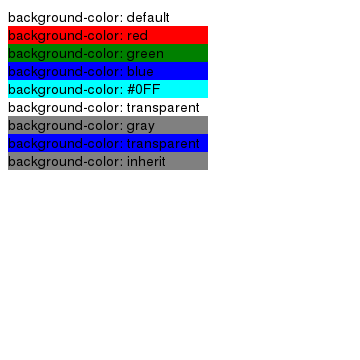 background-color: default
background-color: red
background-color: green
background-color: blue
background-color: #0FF
background-color: transparent
background-color: gray
background-color: transparent
background-color: inherit